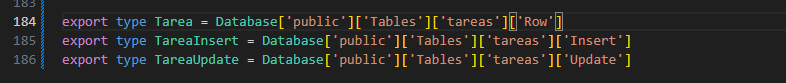 184 export type Tarea = Database['public']['Tables']['tareas']['Row']
185 export type TareaInsert = Database['public']['Tables']['tareas']['Insert']
186 export type TareaUpdate = Database['public']['Tables']['tareas']['Update']